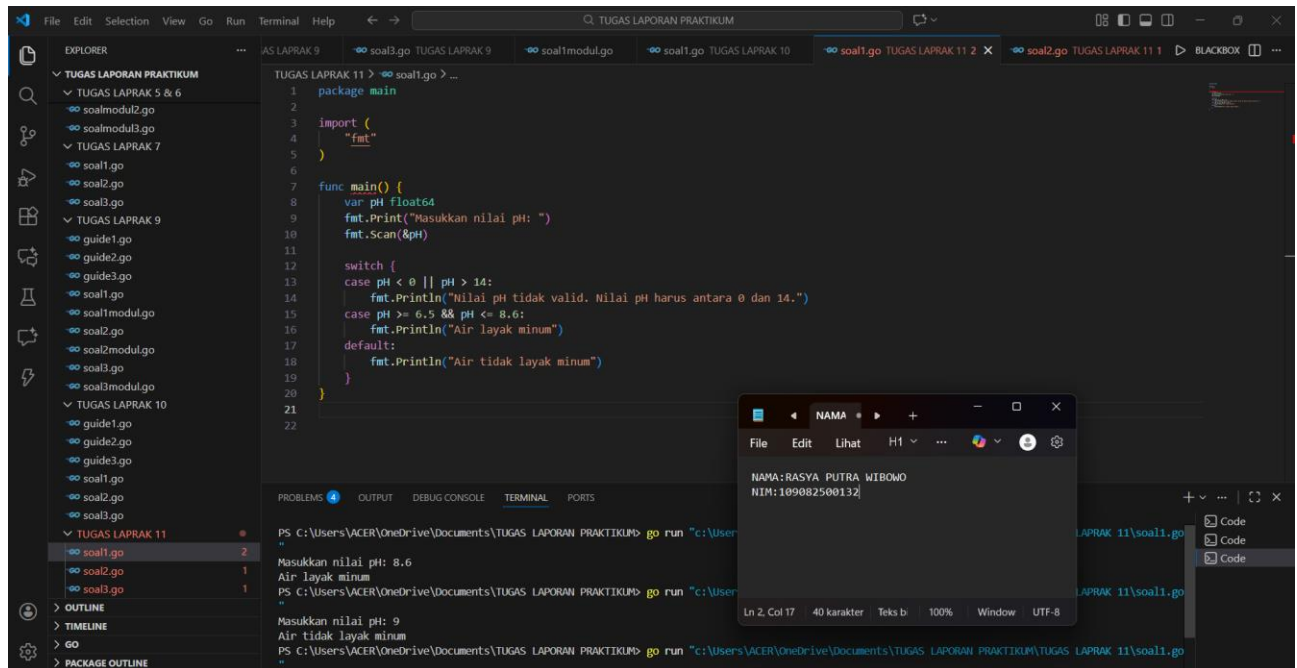 File Edit Selection View Go Run Terminal Help
TUGAS LAPORAN PRAKTIKUM
EXPLORER
TUGAS LAPORAN PRAKTIKUM
TUGAS LAPRAK 5 & 6
soalmodul2.go
soalmodul3.go
TUGAS LAPRAK 7
soal1.go
soal2.go
soal3.go
TUGAS LAPRAK 9
guide1.go
guide2.go
guide3.go
soal1.go
soal1modul.go
soal2.go
soal2modul.go
soal3.go
soal3modul.go
TUGAS LAPRAK 10
guide1.go
guide2.go
guide3.go
soal1.go
soal2.go
soal3.go
TUGAS LAPRAK 11
soal1.go 2
soal2.go 1
soal3.go 1
OUTLINE
TIMELINE
GO
PACKAGE OUTLINE
AS LAPRAK 9 soal3.go TUGAS LAPRAK 9 soal1modul.go soal1.go TUGAS LAPRAK 10 soal1.go TUGAS LAPRAK 11 2 soal2.go TUGAS LAPRAK 11 1 BLACKBOX
TUGAS LAPRAK 11 > soal1.go > ...
1 package main
2
3 import (
4 "fmt"
5 )
6
7 func main() {
8 var pH float64
9 fmt.Print("Masukkan nilai pH: ")
10 fmt.Scan(&pH)
11
12 switch {
13 case pH < 0 || pH > 14:
14 fmt.Println("Nilai pH tidak valid. Nilai pH harus antara 0 dan 14.")
15 case pH >= 6.5 && pH <= 8.6:
16 fmt.Println("Air layak minum")
17 default:
18 fmt.Println("Air tidak layak minum")
19 }
20 }
21
22
NAMA
File Edit Lihat H1
NAMA:RASYA PUTRA WIBOWO
NIM:109082500132
Ln 2, Col 17 40 karakter Teks bi 100% Window UTF-8
PROBLEMS 4 OUTPUT DEBUG CONSOLE TERMINAL PORTS
Code
Code
Code
PS C:\Users\ACER\OneDrive\Documents\TUGAS LAPORAN PRAKTIKUM> go run "c:\User LAPRAK 11\soal1.go
"
Masukkan nilai pH: 8.6
Air layak minum
PS C:\Users\ACER\OneDrive\Documents\TUGAS LAPORAN PRAKTIKUM> go run "c:\User LAPRAK 11\soal1.go
"
Masukkan nilai pH: 9
Air tidak layak minum
PS C:\Users\ACER\OneDrive\Documents\TUGAS LAPORAN PRAKTIKUM> go run "c:\Users\ACER\OneDrive\Documents\TUGAS LAPORAN PRAKTIKUM\TUGAS LAPRAK 11\soal1.go
"